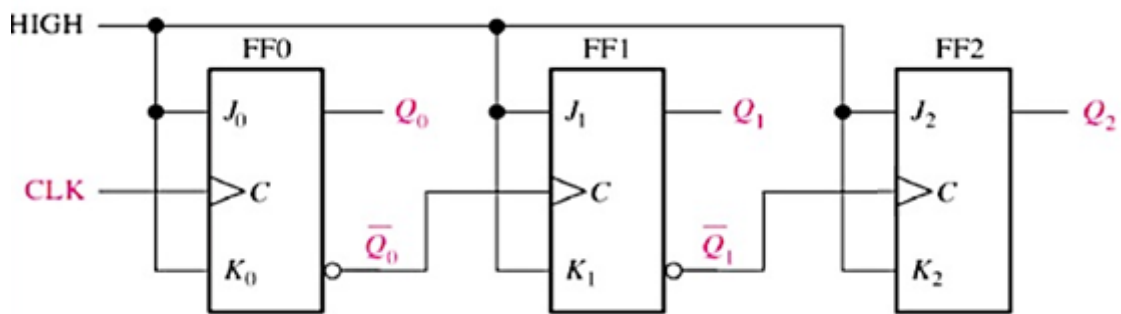 HIGH
FF0 FF1 FF2
J₀ Q₀ J₁ Q₁ J₂ Q₂
CLK C C C
K₀ Q̅₀ K₁ Q̅₁ K₂